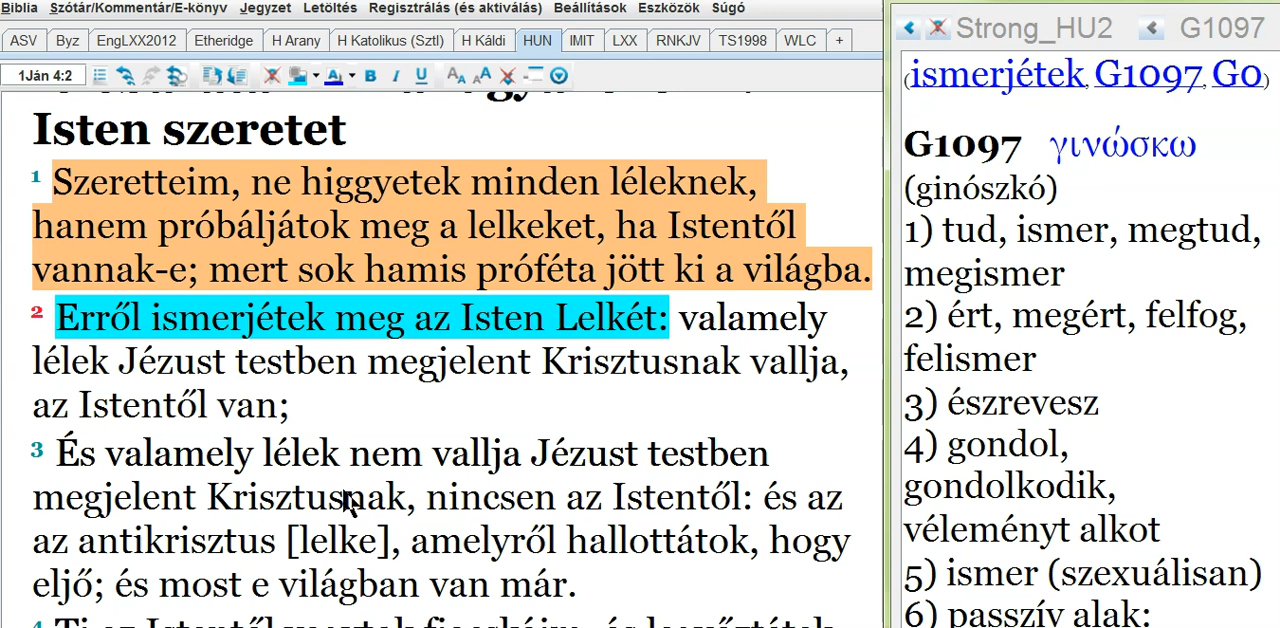 Biblia Szótár/Kommentár/E-könyv Jegyzet Letöltés Regisztrálás (és aktiválás) Beállítások Eszközök Súgó
ASV Byz EngLXX2012 Etheridge H Arany H Katolikus (Sztl) H Káldi HUN IMIT LXX RNKJV TS1998 WLC +
1Ján 4:2
Isten szeretet
1 Szeretteim, ne higgyetek minden léleknek,
hanem próbáljátok meg a lelkeket, ha Istentől
vannak-e; mert sok hamis próféta jött ki a világba.
2 Erről ismerjétek meg az Isten Lelkét: valamely
lélek Jézust testben megjelent Krisztusnak vallja,
az Istentől van;
3 És valamely lélek nem vallja Jézust testben
megjelent Krisztusnak, nincsen az Istentől: és az
az antikrisztus [lelke], amelyről hallottátok, hogy
eljő; és most e világban van már.
4 Ti az Istentől
Strong_HU2 G1097
(ismerjétek, G1097, G0)
G1097 γινώσκω
(ginószkó)
1) tud, ismer, megtud,
megismer
2) ért, megért, felfog,
felismer
3) észrevesz
4) gondol,
gondolkodik,
véleményt alkot
5) ismer (szexuálisan)
6) passzív alak: